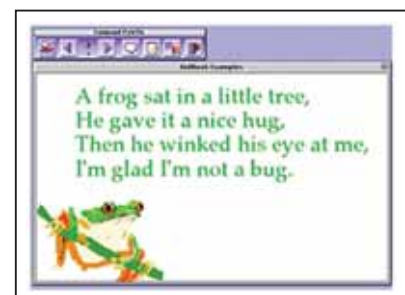 A frog sat in a little tree,
He gave it a nice hug,
Then he winked his eye at me,
I'm glad I'm not a bug.